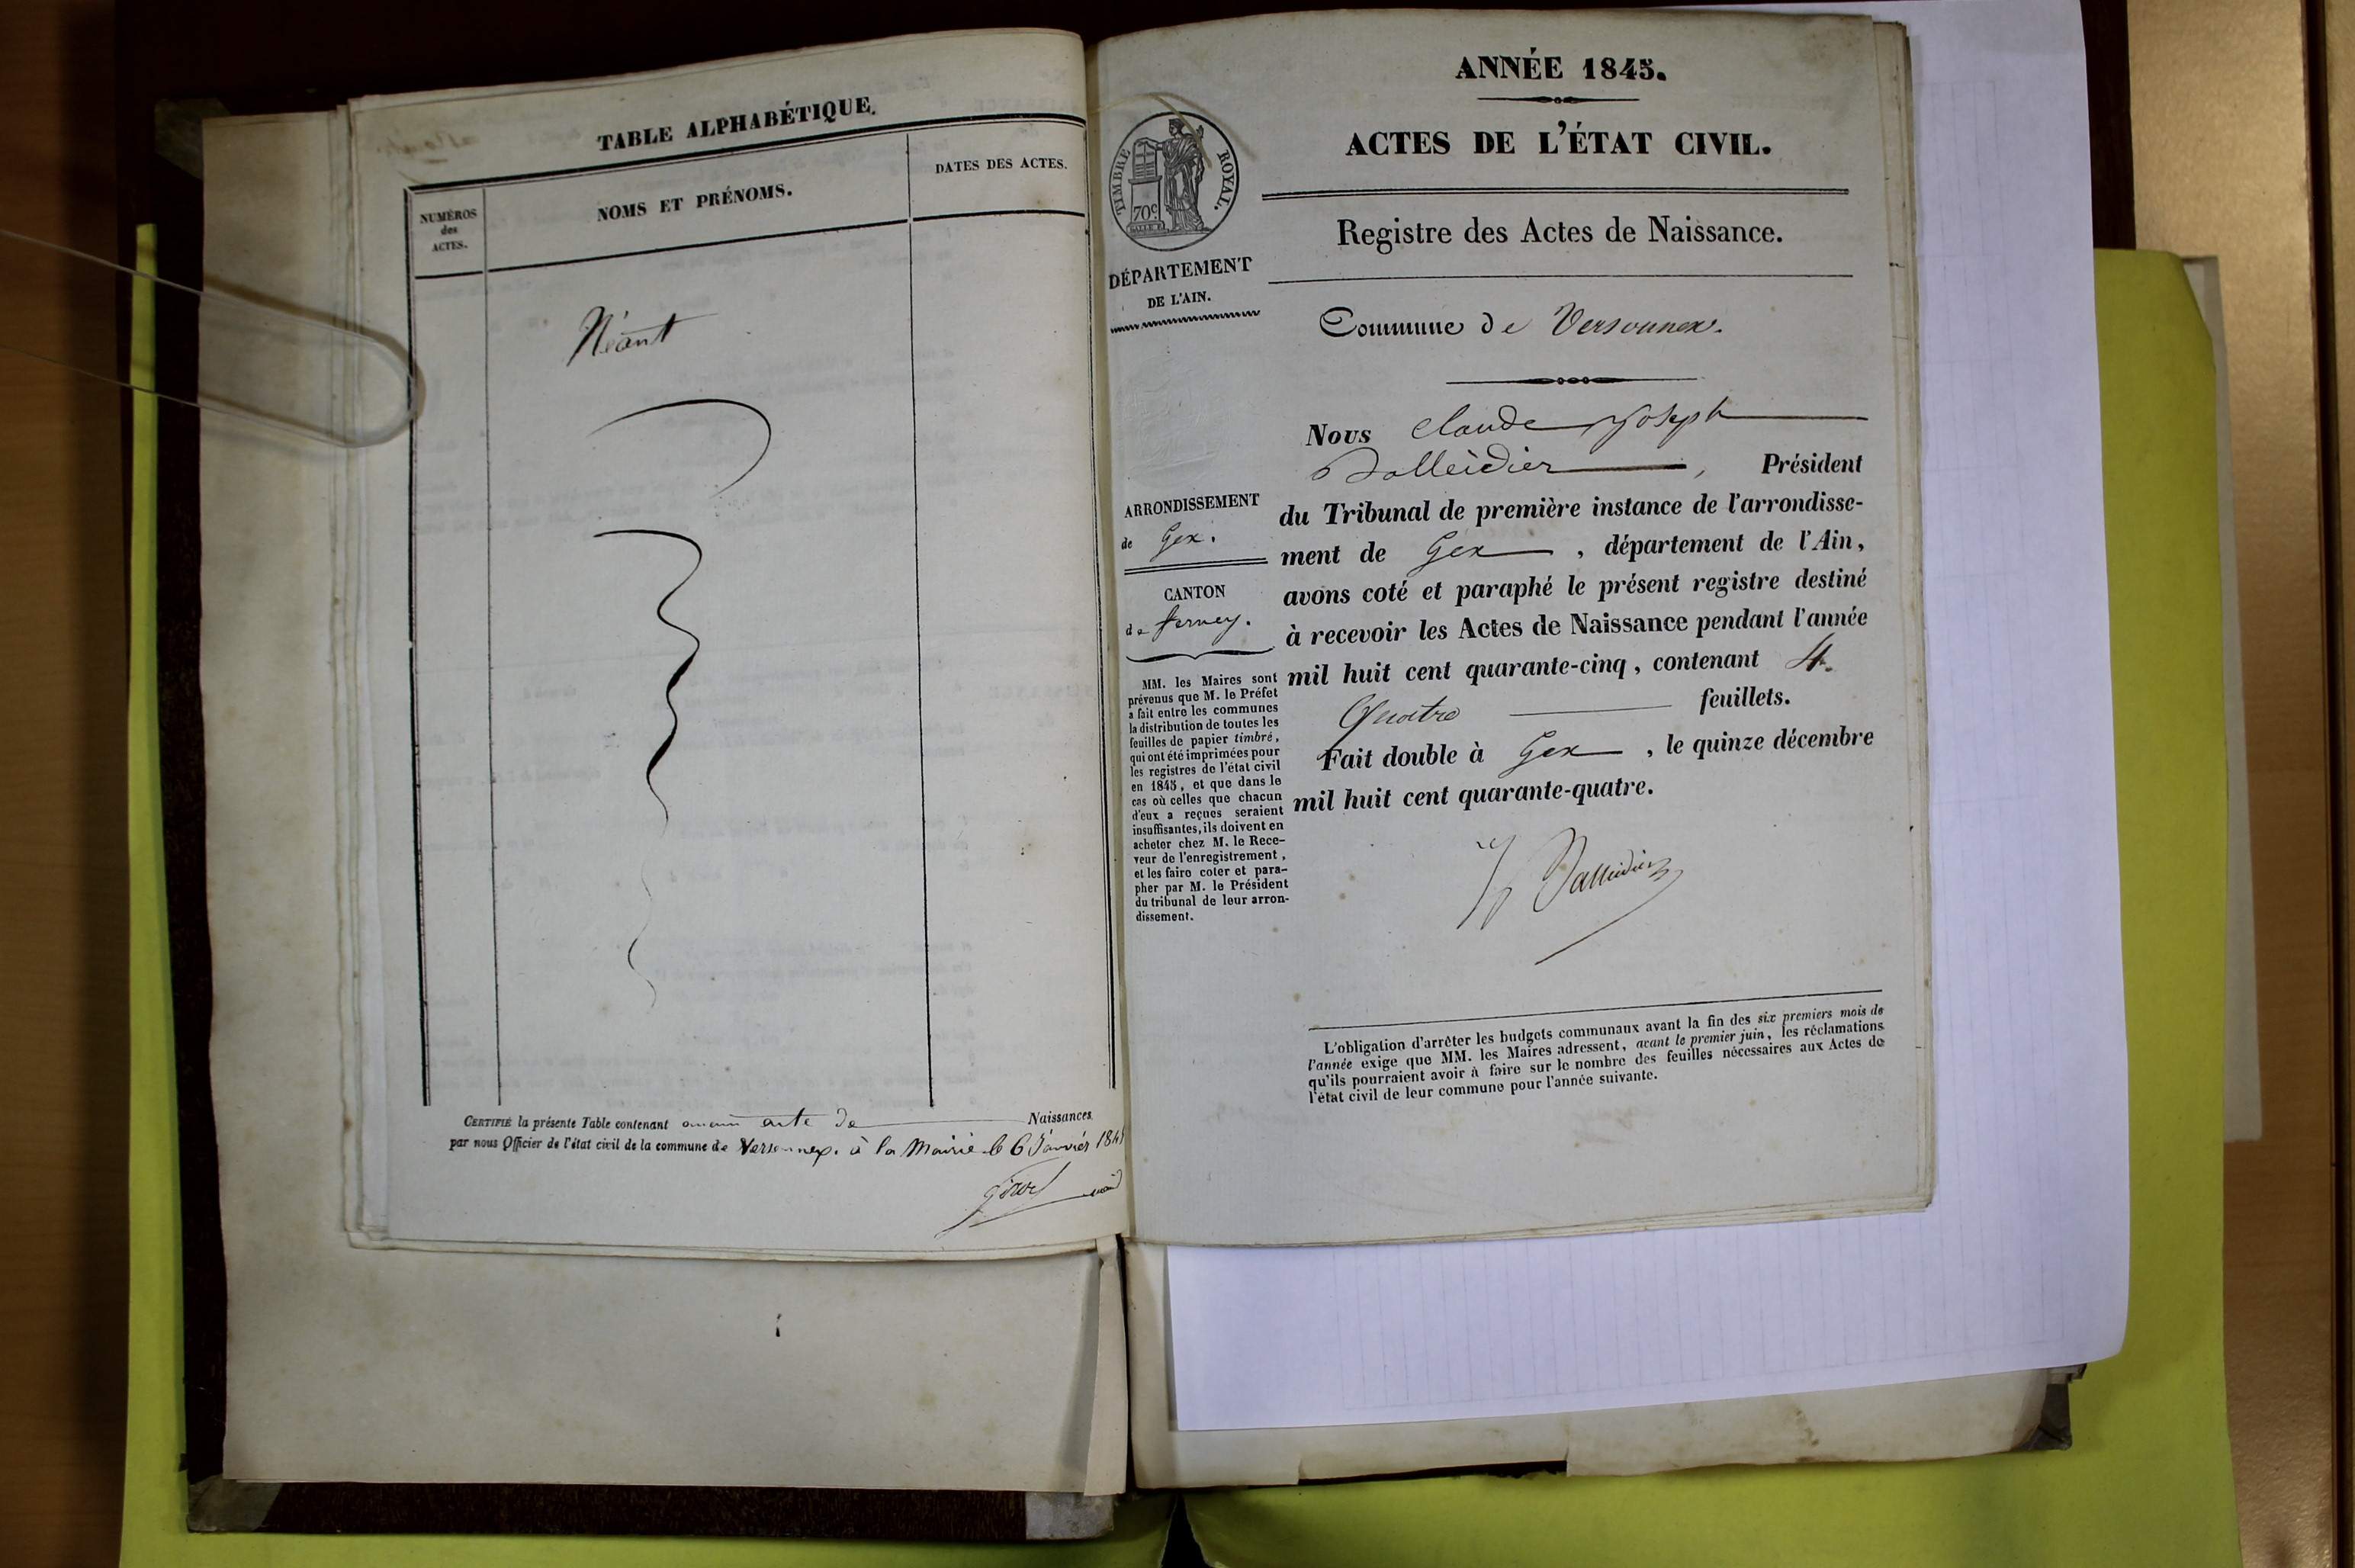 TABLE ALPHABÉTIQUE.
NUMÉROS
des
ACTES.
NOMS ET PRÉNOMS.
DATES DES ACTES.
Néant
CERTIFIÉ la présente Table contenant aucun acte de Naissances
par nous Officier de l'état civil de la commune de Versonnex. à la Mairie le 6 Janvier 184
ANNÉE 1845.
ACTES DE L'ÉTAT CIVIL.
TIMBRE ROYAL.
70c
Registre des Actes de Naissance.
DÉPARTEMENT
DE L'AIN.
Commune de Versonnex.
Nous Claude Joseph
Balleidier, Président
du Tribunal de première instance de l'arrondisse-
ment de Gex, département de l'Ain,
avons coté et paraphé le présent registre destiné
à recevoir les Actes de Naissance pendant l'année
mil huit cent quarante-cinq, contenant 4.
Quatre feuillets.
Fait double à Gex, le quinze décembre
mil huit cent quarante-quatre.
Balleidier
ARRONDISSEMENT
de Gex.
CANTON
de ferney.
MM. les Maires sont
prévenus que M. le Préfet
a fait entre les communes
la distribution de toutes les
feuilles de papier timbré,
qui ont été imprimées pour
les registres de l'état civil
en 1845, et que dans le
cas où celles que chacun
d'eux a reçues seraient
insuffisantes, ils doivent en
acheter chez M. le Rece-
veur de l'enregistrement,
et les faire coter et para-
pher par M. le Président
du tribunal de leur arron-
dissement.
L'obligation d'arrêter les budgets communaux avant la fin des six premiers mois de
l'année exige que MM. les Maires adressent, avant le premier juin, les réclamations
qu'ils pourraient avoir à faire sur le nombre des feuilles nécessaires aux Actes de
l'état civil de leur commune pour l'année suivante.